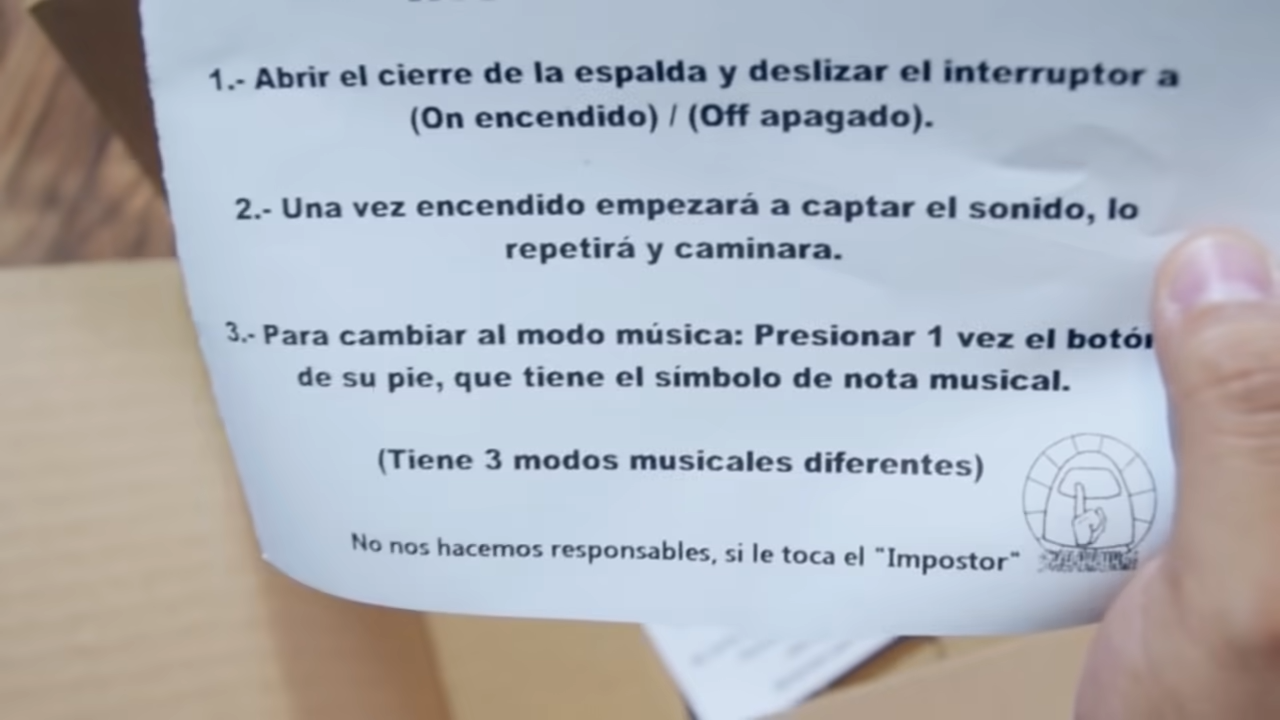 1.- Abrir el cierre de la espalda y deslizar el interruptor a
(On encendido) / (Off apagado).
2.- Una vez encendido empezará a captar el sonido, lo
repetirá y caminara.
3.- Para cambiar al modo música: Presionar 1 vez el
de su pie, que tiene el símbolo de nota musical.
(Tiene 3 modos musicales diferentes)
No nos hacemos responsables, si le toca el "Impostor"